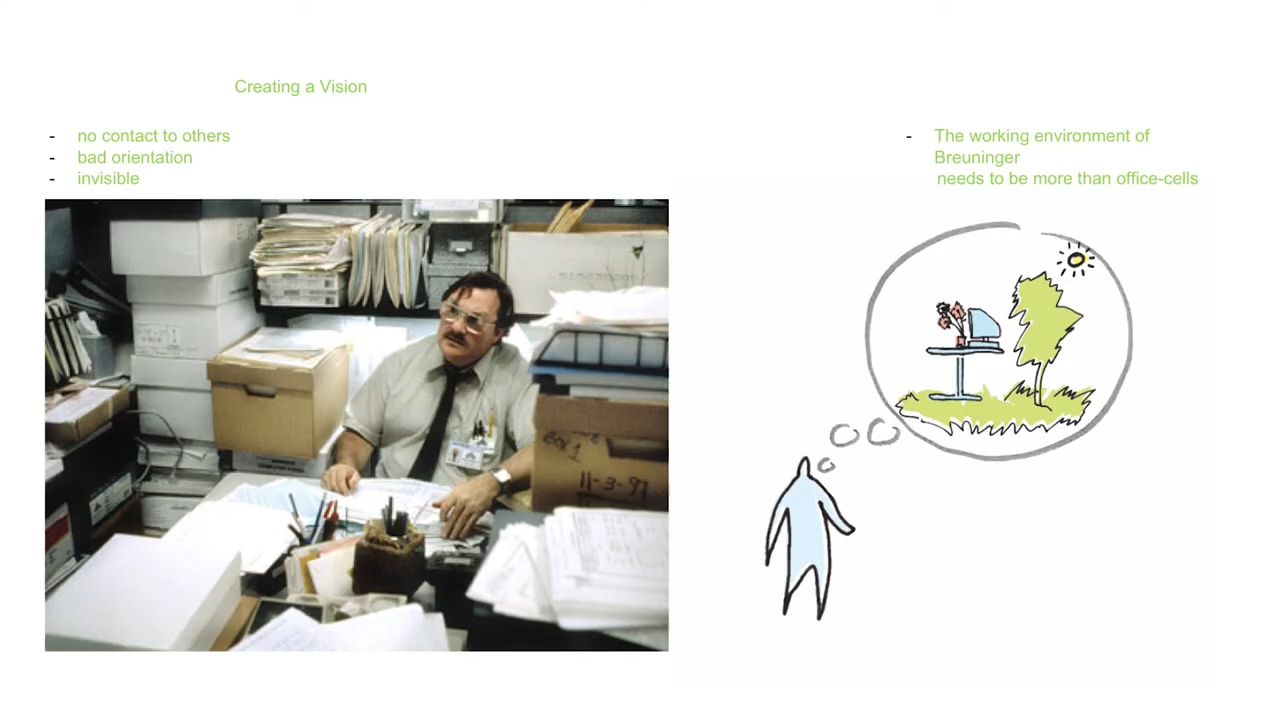 Creating a Vision
- no contact to others
- bad orientation
- invisible
- The working environment of
Breuninger
needs to be more than office-cells
11-3-97